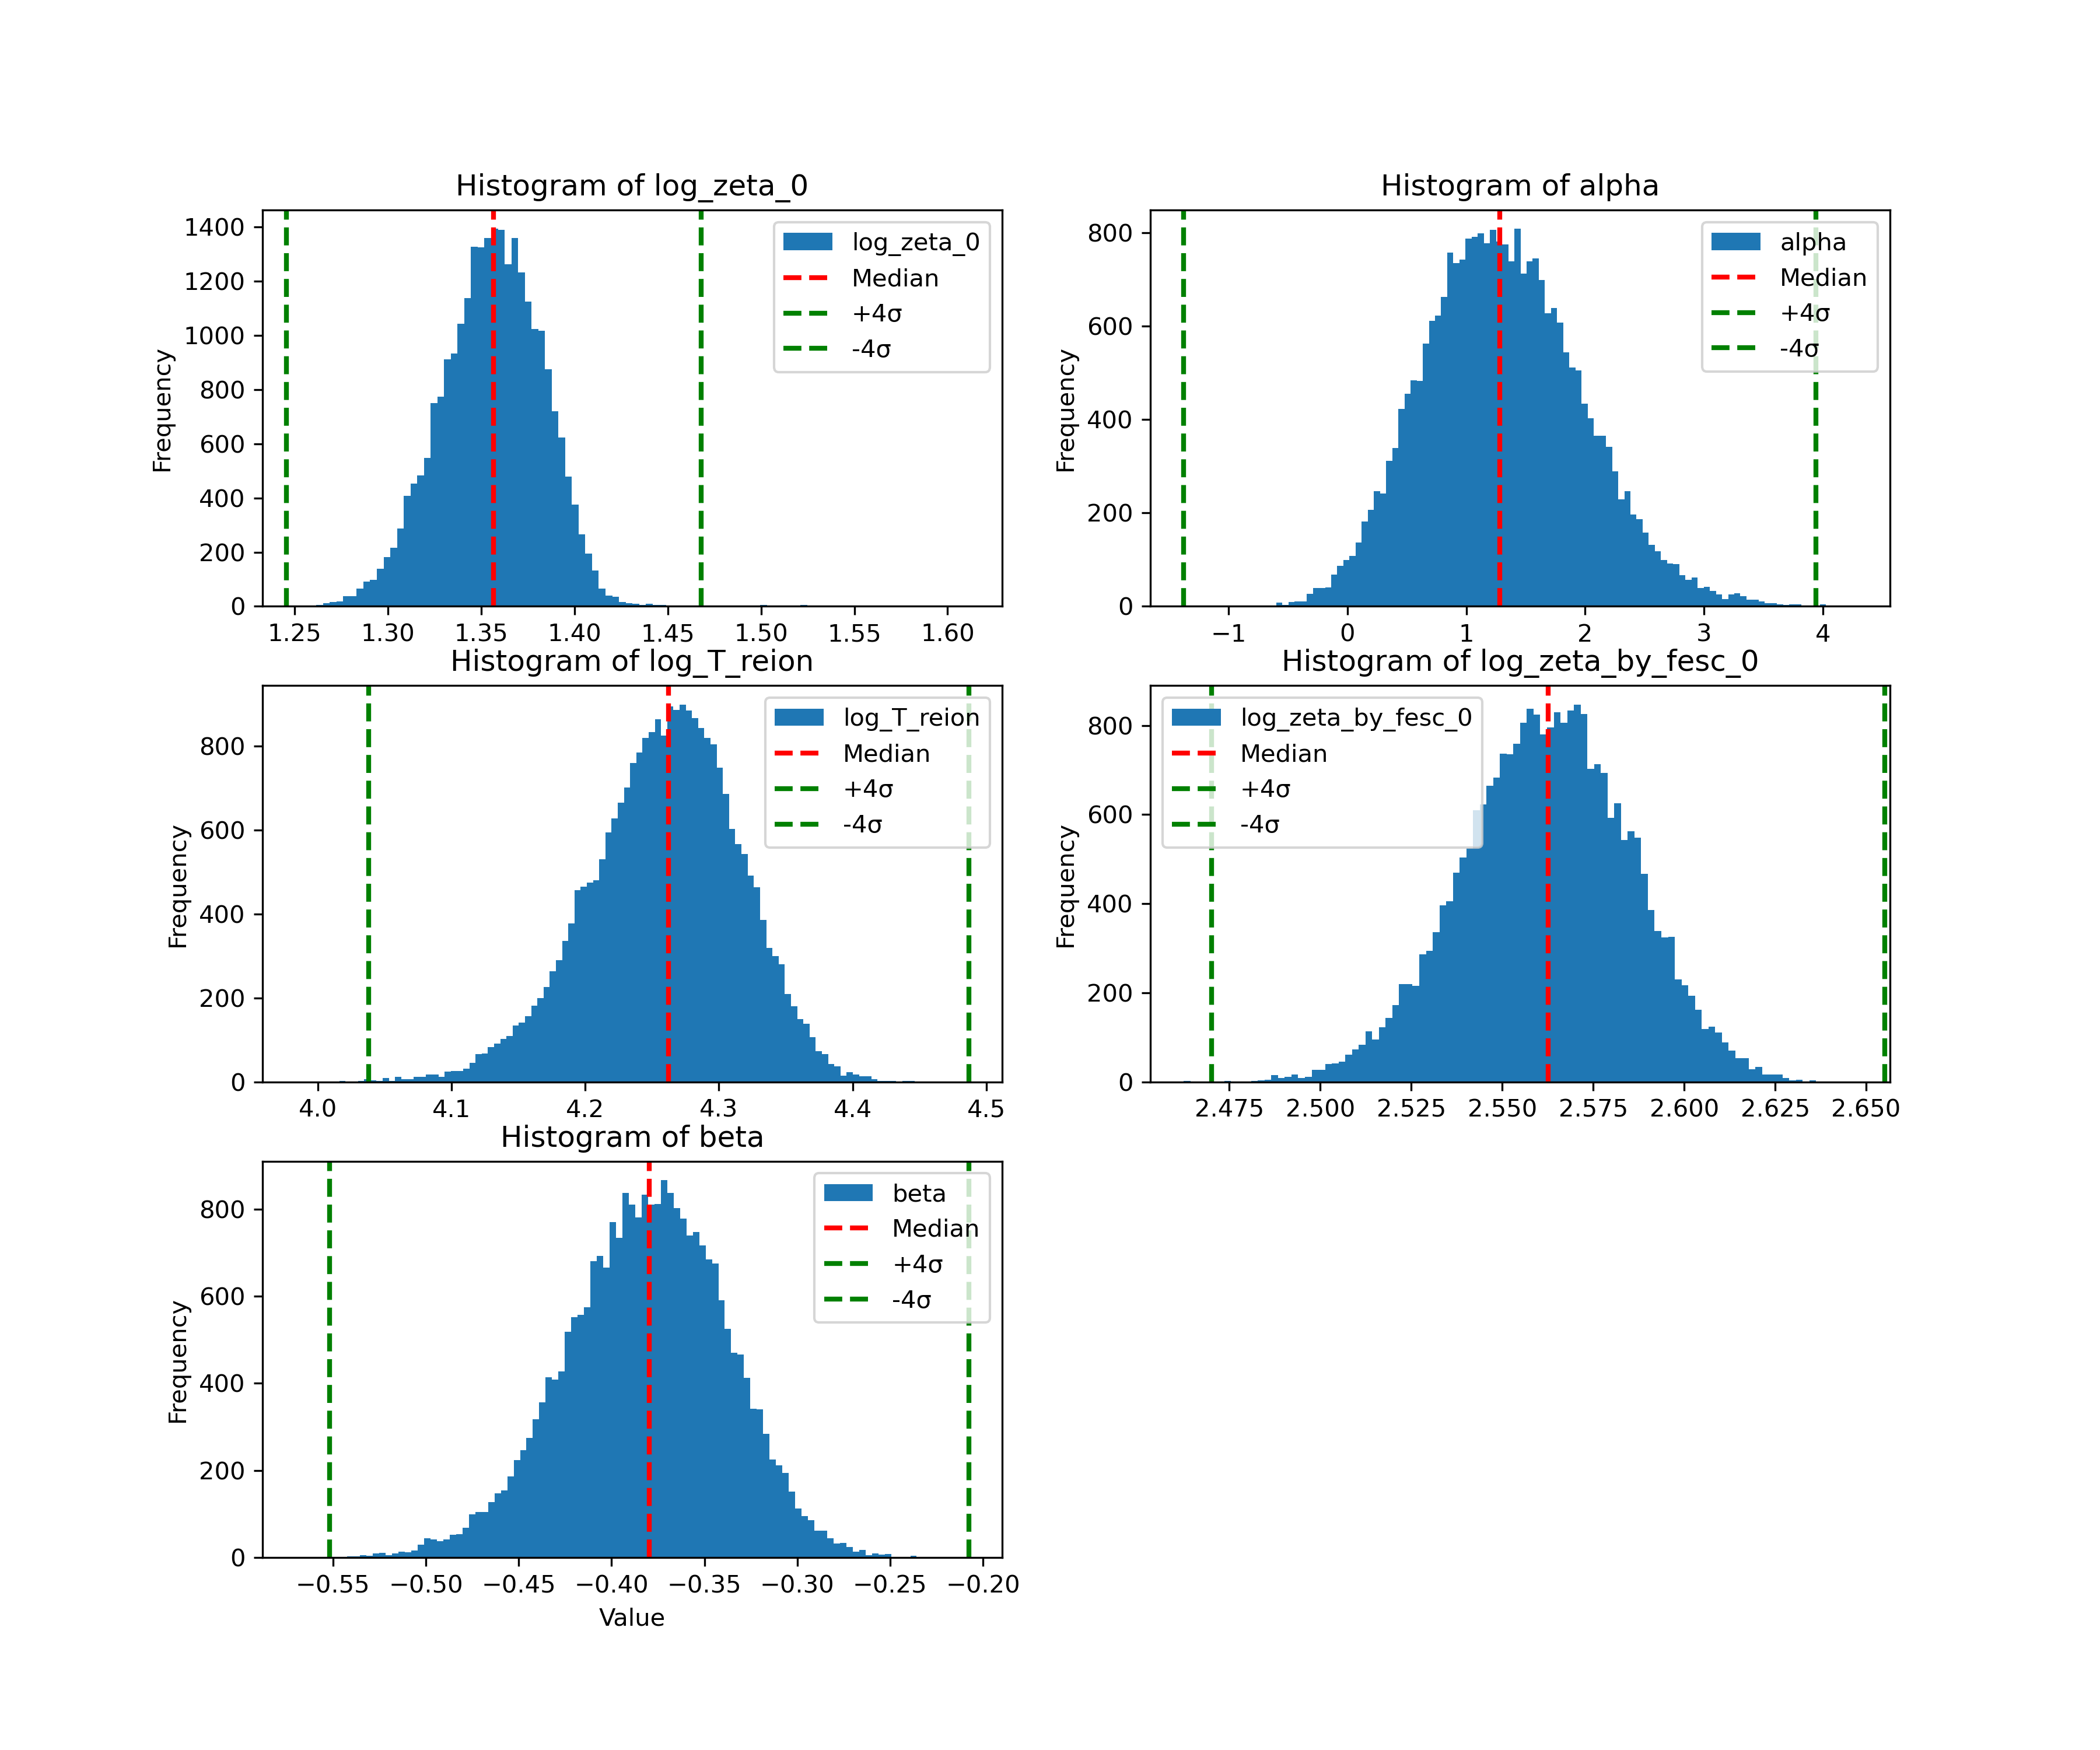 Histogram of log_zeta_0
Frequency
1400
1200
1000
800
600
400
200
0
1.25 1.30 1.35 1.40 1.45 1.50 1.55 1.60
log_zeta_0
Median
+4σ
-4σ
Histogram of alpha
Frequency
800
600
400
200
0
−1 0 1 2 3 4
alpha
Median
+4σ
-4σ
Histogram of log_T_reion
Frequency
800
600
400
200
0
4.0 4.1 4.2 4.3 4.4 4.5
log_T_reion
Median
+4σ
-4σ
Histogram of log_zeta_by_fesc_0
Frequency
800
600
400
200
0
2.475 2.500 2.525 2.550 2.575 2.600 2.625 2.650
log_zeta_by_fesc_0
Median
+4σ
-4σ
Histogram of beta
Frequency
800
600
400
200
0
−0.55 −0.50 −0.45 −0.40 −0.35 −0.30 −0.25 −0.20
Value
beta
Median
+4σ
-4σ